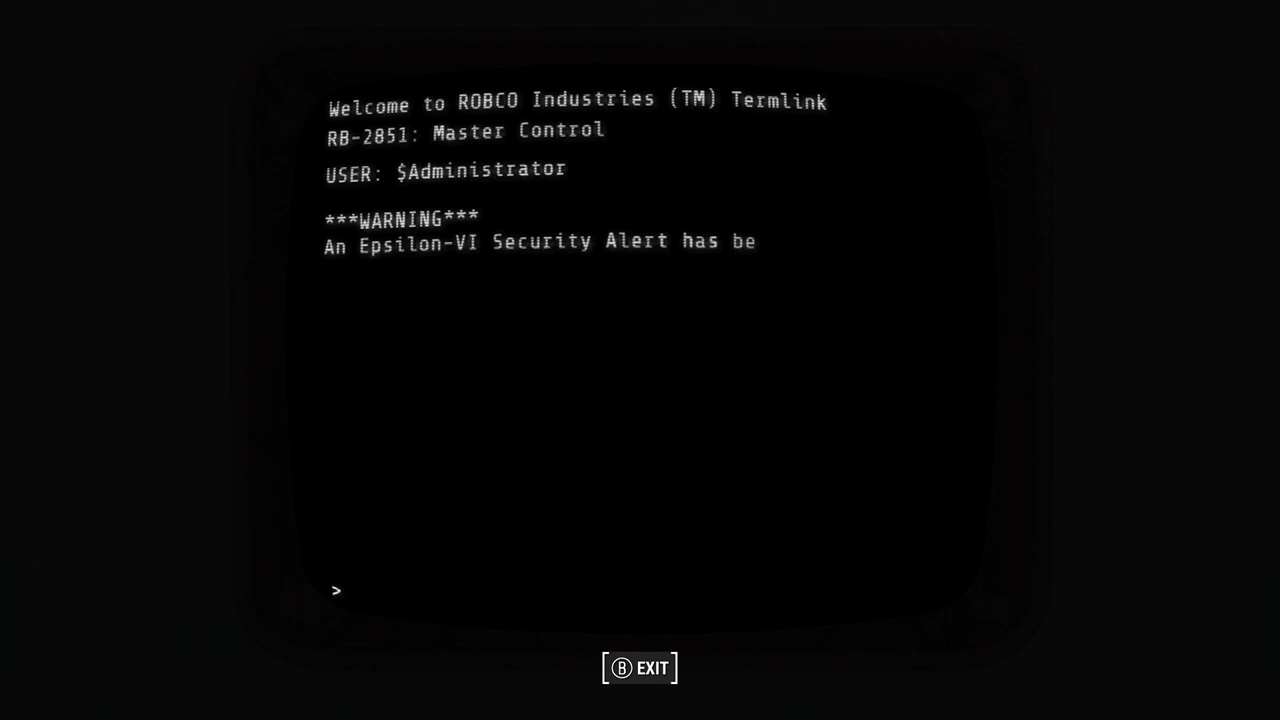 Welcome to ROBCO Industries (TM) Termlink
RB-2851: Master Control
USER: $Administrator
***WARNING***
An Epsilon-VI Security Alert has be
>
B EXIT